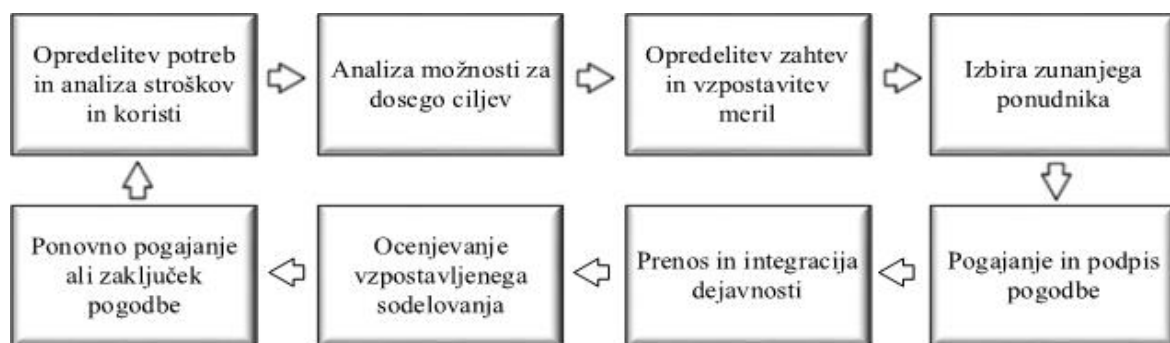 Opredelitev potreb
in analiza stroškov
in koristi
Analiza možnosti za
dosego ciljev
Opredelitev zahtev
in vzpostavitev
meril
Izbira zunanjega
ponudnika
Pogajanje in podpis
pogodbe
Prenos in integracija
dejavnosti
Ocenjevanje
vzpostavljenega
sodelovanja
Ponovno pogajanje
ali zaključek
pogodbe